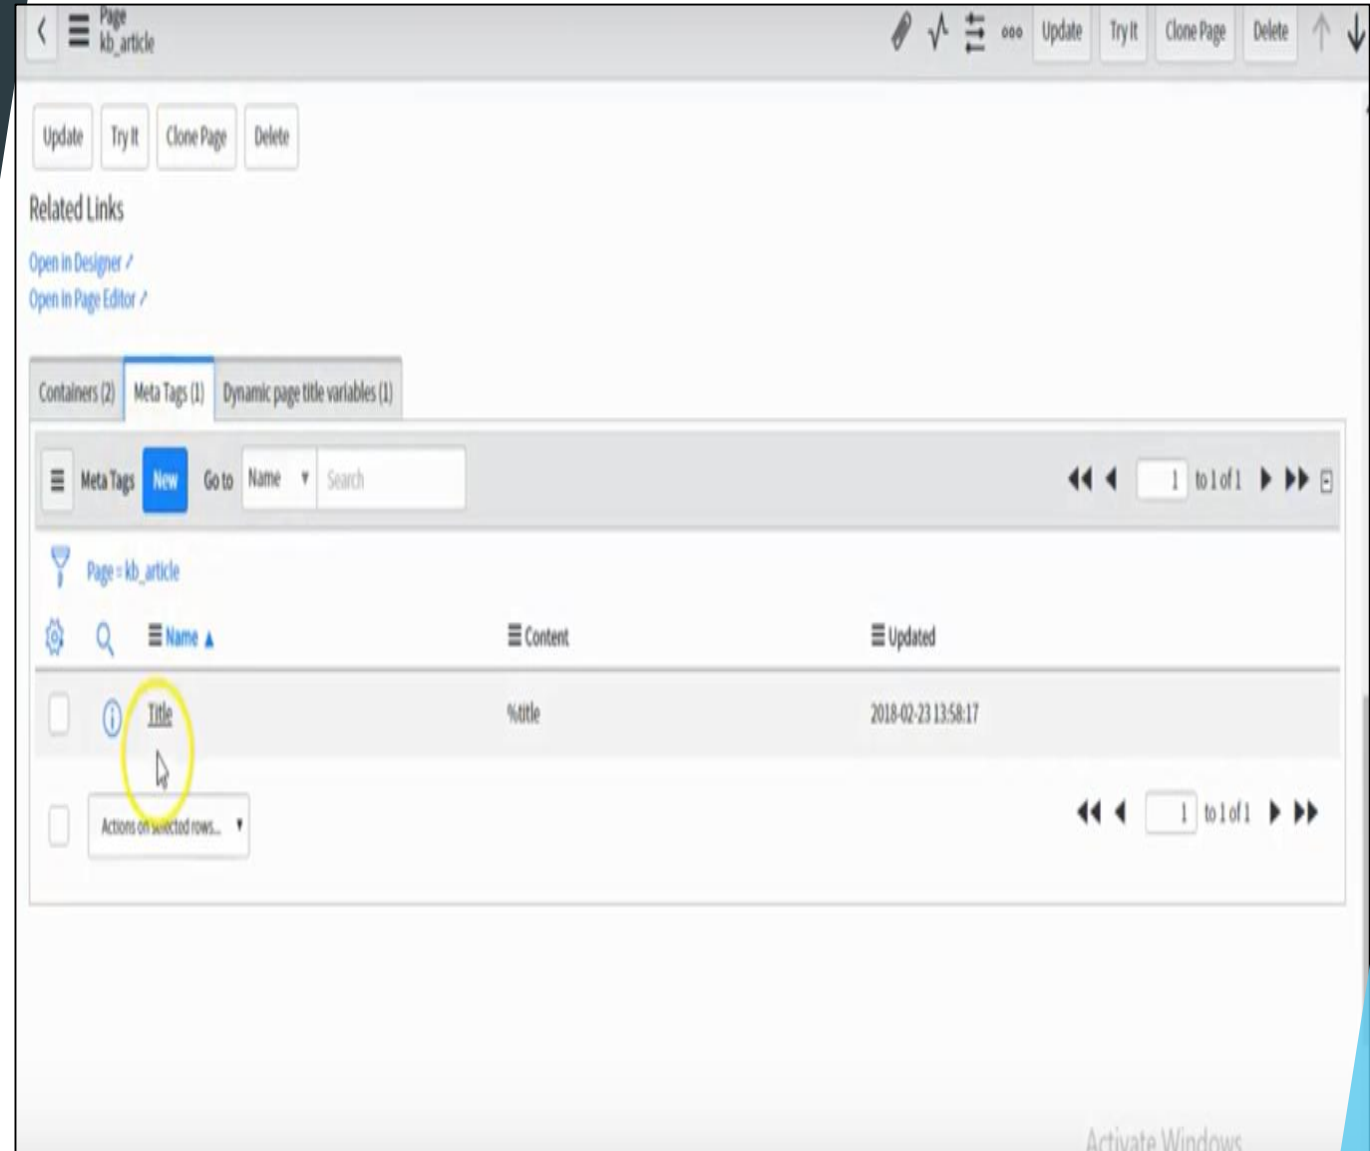 Page
kb_article
ooo Update Try It Clone Page Delete
Update Try It Clone Page Delete
Related Links
Open in Designer
Open in Page Editor
Containers (2) Meta Tags (1) Dynamic page title variables (1)
Meta Tags New Go to Name Search 1 to 1 of 1
Page = kb_article
Name Content Updated
Title %title 2018-02-23 13:58:17
Actions on selected rows... 1 to 1 of 1
Activate Windows